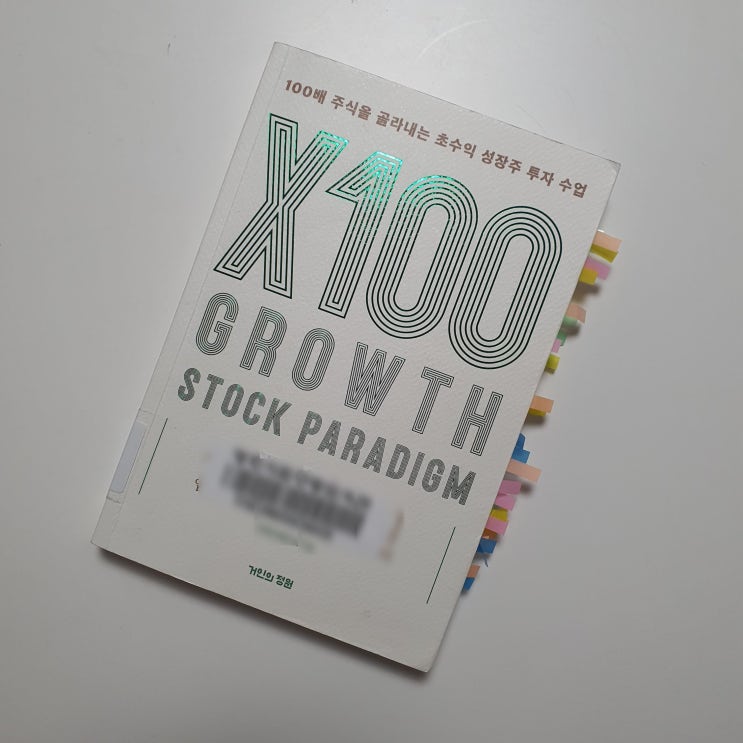 100배 주식을 골라내는 초수익 성장주 투자 수업
X100
GROWTH
STOCK PARADIGM
거인의 정원